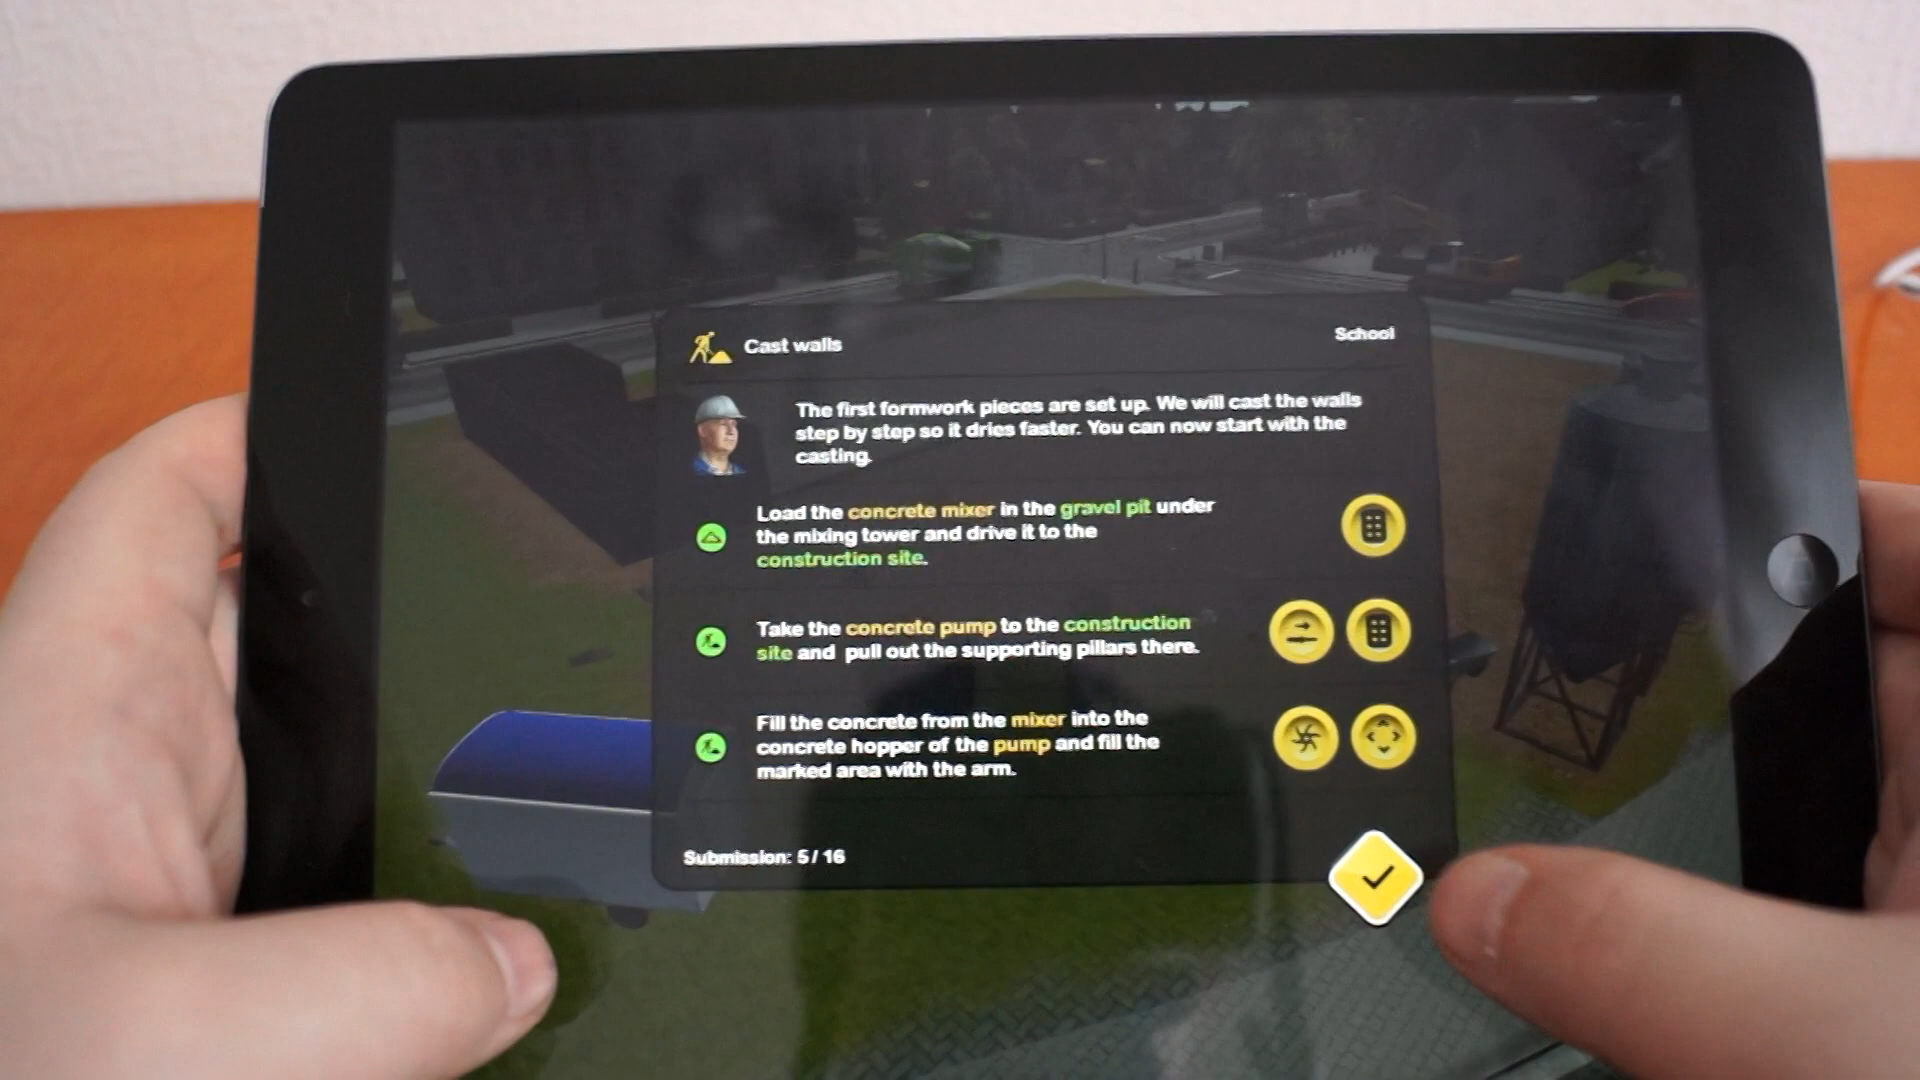 Cast walls
School
The first formwork pieces are set up. We will cast the walls
step by step so it dries faster. You can now start with the
casting.
Load the concrete mixer in the gravel pit under
the mixing tower and drive it to the
construction site.
Take the concrete pump to the construction
site and pull out the supporting pillars there.
Fill the concrete from the mixer into the
concrete hopper of the pump and fill the
marked area with the arm.
Submission: 5 / 16